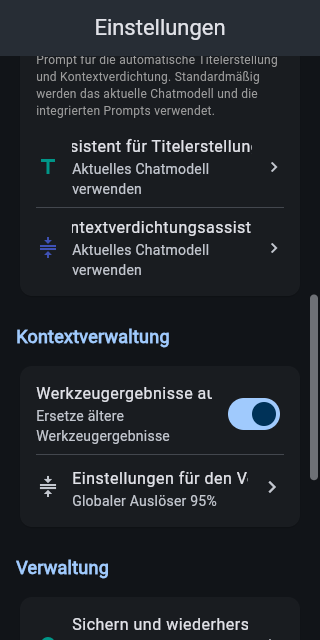 Einstellungen
Prompt für die automatische Titelerstellung
und Kontextverdichtung. Standardmäßig
werden das aktuelle Chatmodell und die
integrierten Prompts verwendet.
sistent für Titelerstellun
Aktuelles Chatmodell
verwenden
ntextverdichtungsassist
Aktuelles Chatmodell
verwenden
Kontextverwaltung
Werkzeugergebnisse au
Ersetze ältere
Werkzeugergebnisse
Einstellungen für den V
Globaler Auslöser 95%
Verwaltung
Sichern und wiederhers